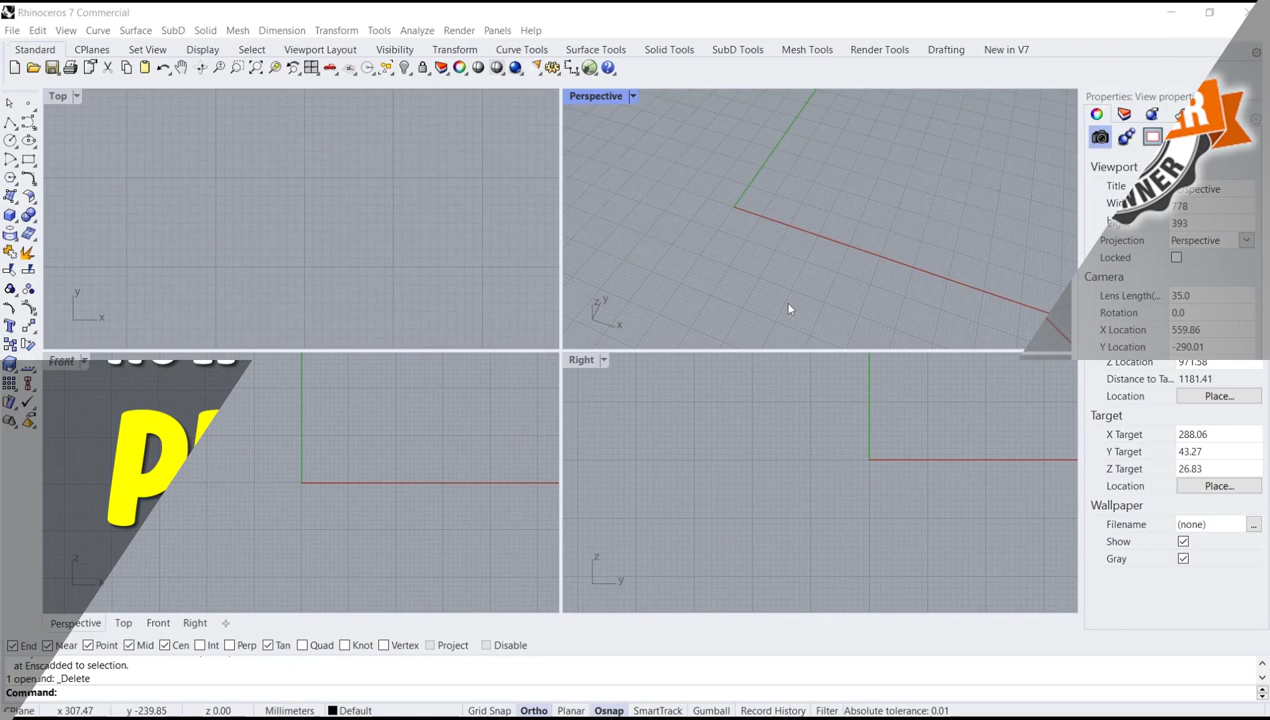 Rhinoceros 7 Commercial
File Edit View Curve Surface SubD Solid Mesh Dimension Transform Tools Analyze Render Panels Help
Standard CPlanes Set View Display Select Viewport Layout Visibility Transform Curve Tools Surface Tools Solid Tools SubD Tools Mesh Tools Render Tools Drafting New in V7
Top
Perspective
Properties: View propert
Viewport
Title
778
393
Projection Perspective
Locked
Camera
Lens Length(... 35.0
Rotation 0.0
X Location 559.86
Y Location -290.01
Z Location 971.58
Distance to Ta... 1181.41
Location Place...
Target
X Target 288.06
Y Target 43.27
Z Target 26.83
Location Place...
Wallpaper
Filename (none) ...
Show
Gray
y
x
z
y
x
Front
Right
z
x
z
y
Perspective Top Front Right
End Near Point Mid Cen Int Perp Tan Quad Knot Vertex Project Disable
added to selection.
_Delete
Command:
CPlane x 307.47 y -239.85 z 0.00 Millimeters Default Grid Snap Ortho Planar Osnap SmartTrack Gumball Record History Filter Absolute tolerance: 0.01